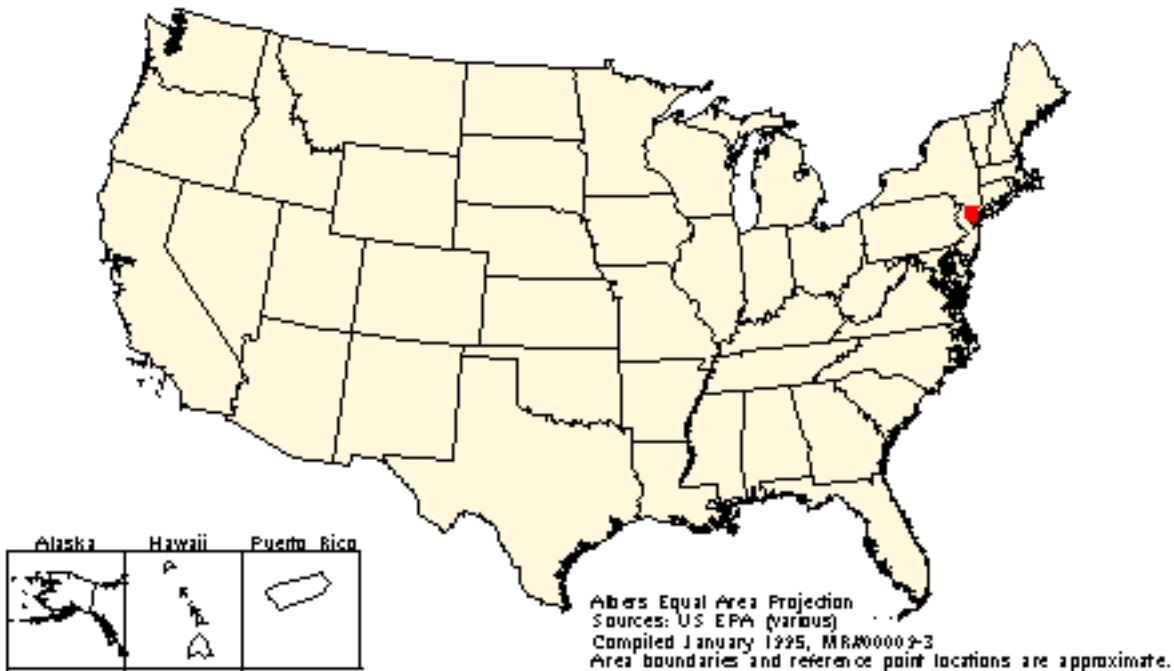 Alaska
Hawaii
Puerto Rico
Albers Equal Area Projection
Sources: US EPA (various)
Compiled January 1995, MR#00009-3
Area boundaries and reference point locations are approximate.